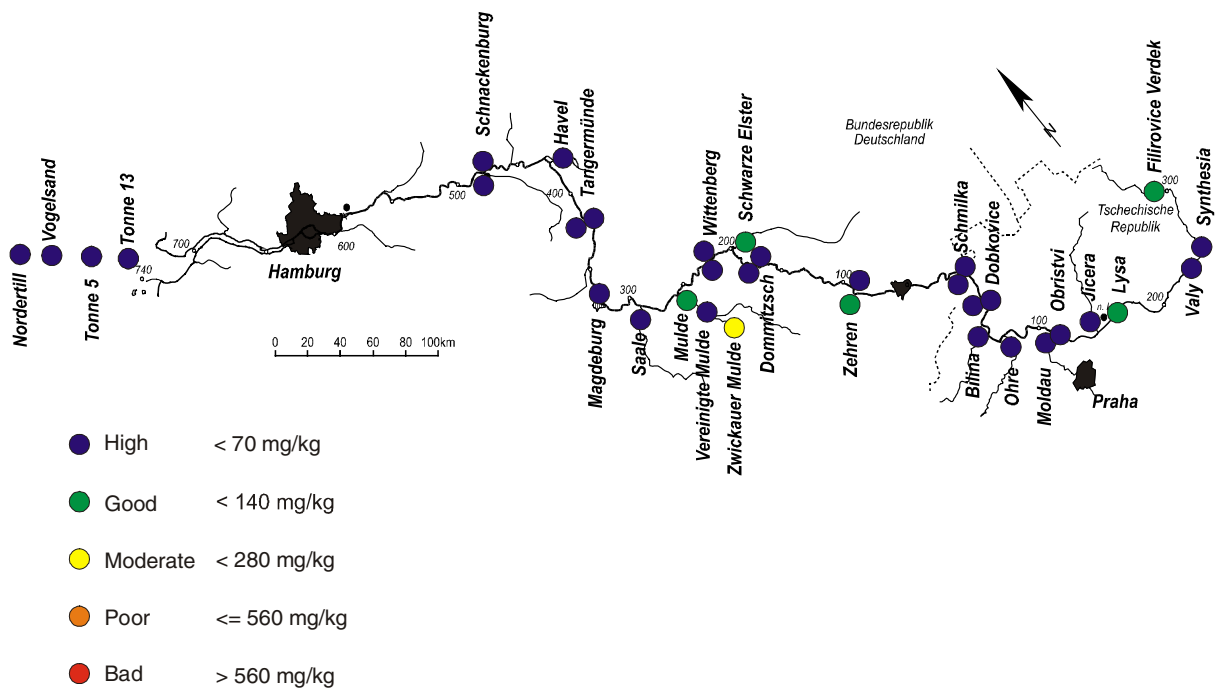 Nordertill
Vogelsand
Tonne 5
Tonne 13
740
700
Hamburg
600
500
Schnackenburg
400
Havel
Tangermünde
Magdeburg
300
Saale
Mulde
Vereinigte Mulde
Zwickauer Mulde
Wittenberg
200
Schwarze Elster
Dommitzsch
Zehren
100
Bundesrepublik
Deutschland
N
Schmilka
Dobkovice
Bilina
Ohre
Moldau
100
Obristvi
Jicera
Lysa
Praha
200
Valy
Synthesia
Tschechische
Republik
300
Filirovice Verdek
0 20 40 60 80 100km
High < 70 mg/kg
Good < 140 mg/kg
Moderate < 280 mg/kg
Poor <= 560 mg/kg
Bad > 560 mg/kg